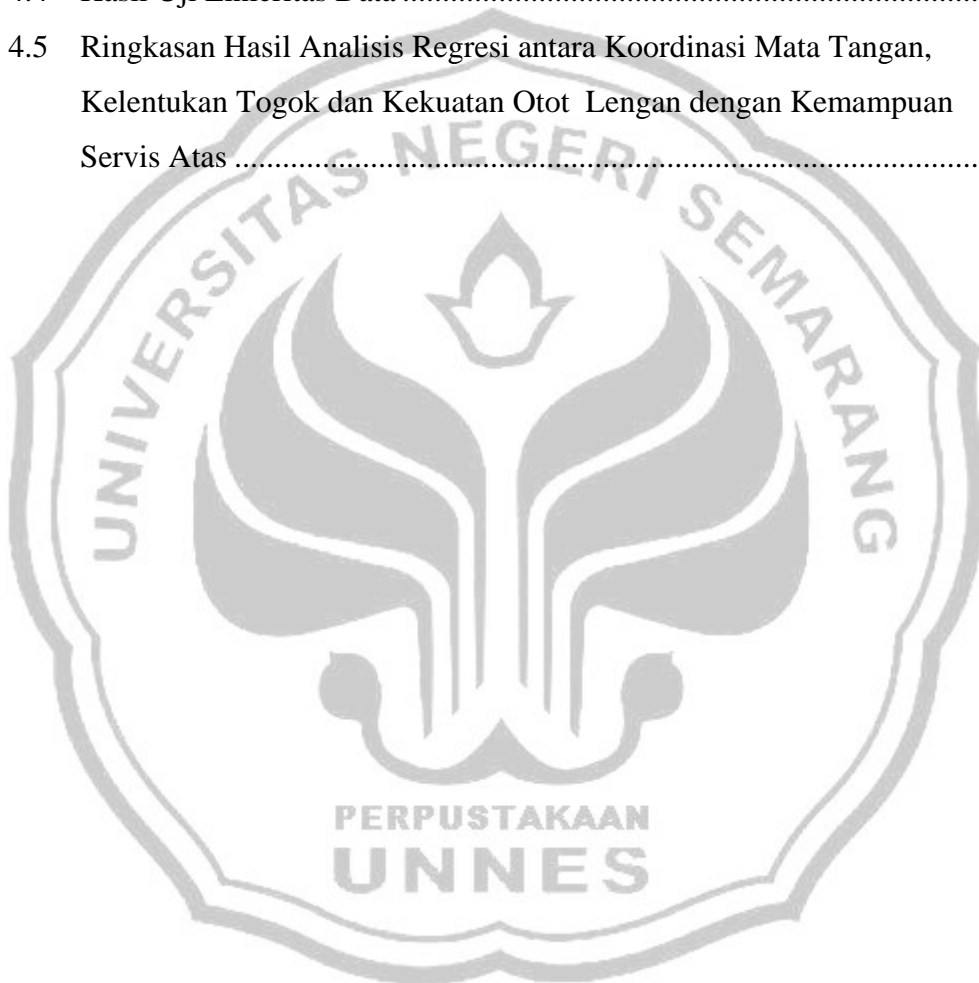 4.5 Ringkasan Hasil Analisis Regresi antara Koordinasi Mata Tangan,
Kelentukan Togok dan Kekuatan Otot Lengan dengan Kemampuan
Servis Atas ..........................................................................................
UNIVERSITAS NEGERI SEMARANG
PERPUSTAKAAN
UNNES